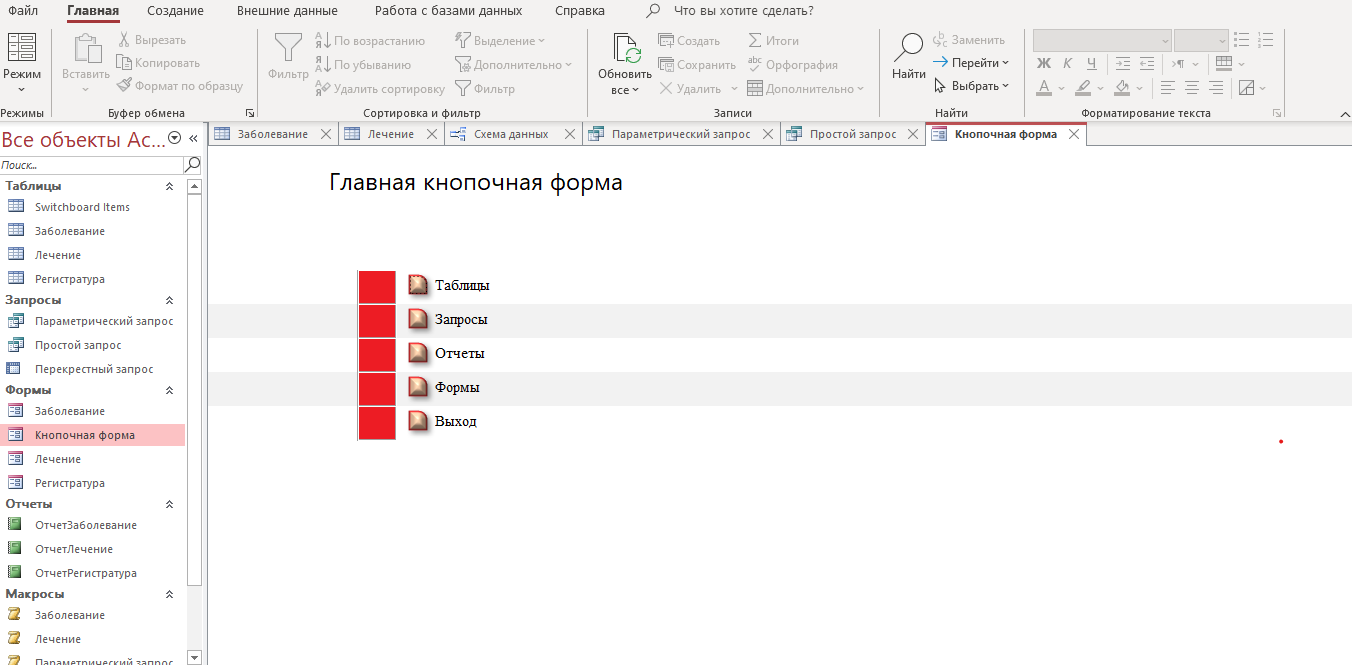 Файл Главная Создание Внешние данные Работа с базами данных Справка Что вы хотите сделать?
Режим
Режимы
Вставить
Вырезать
Копировать
Формат по образцу
Буфер обмена
Фильтр
По возрастанию
По убыванию
Удалить сортировку
Выделение
Дополнительно
Фильтр
Сортировка и фильтр
Обновить
все
Создать
Сохранить
Удалить
Итоги
Орфография
Дополнительно
Записи
Найти
Заменить
Перейти
Выбрать
Найти
Ж К Ч
А
Форматирование текста
Все объекты Ac...
Поиск...
Таблицы
Switchboard Items
Заболевание
Лечение
Регистратура
Запросы
Параметрический запрос
Простой запрос
Перекрестный запрос
Формы
Заболевание
Кнопочная форма
Лечение
Регистратура
Отчеты
ОтчетЗаболевание
ОтчетЛечение
ОтчетРегистратура
Макросы
Заболевание
Лечение
Параметрический запрос
Заболевание Лечение Схема данных Параметрический запрос Простой запрос Кнопочная форма
Главная кнопочная форма
Таблицы
Запросы
Отчеты
Формы
Выход